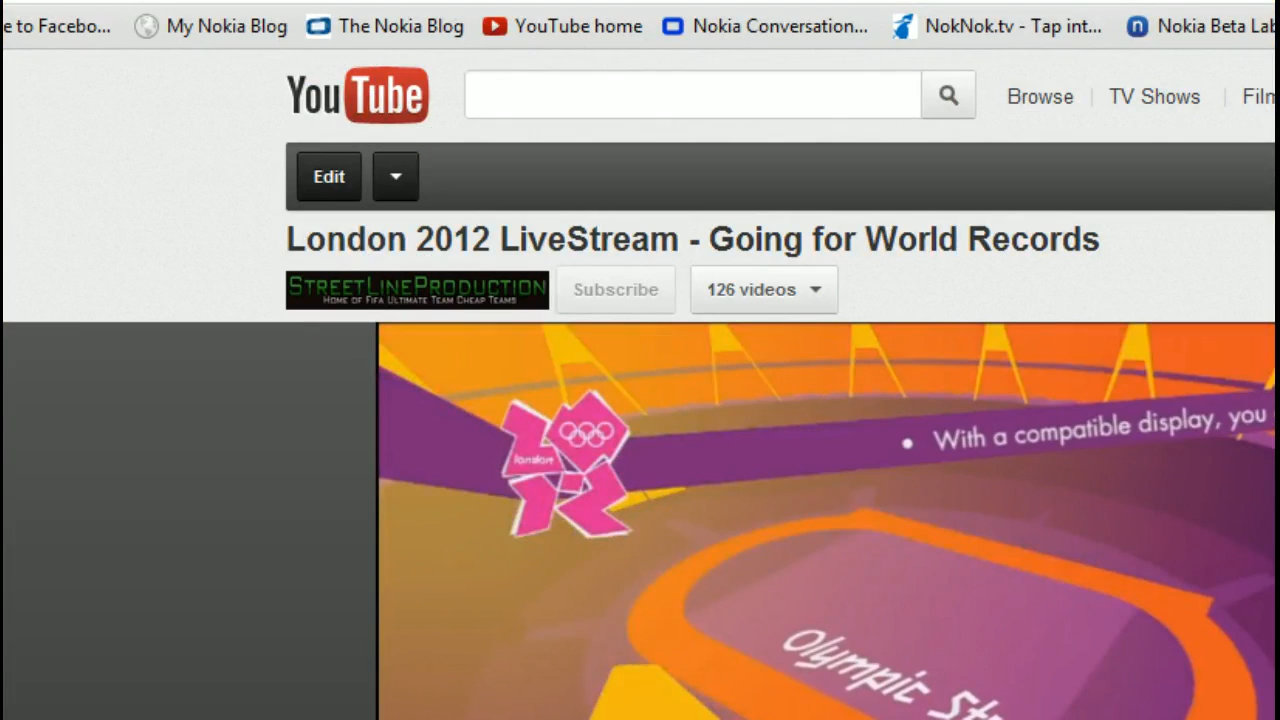 e to Facebo... My Nokia Blog The Nokia Blog YouTube home Nokia Conversation... NokNok.tv - Tap int... Nokia Beta Lab
YouTube Browse TV Shows Film
Edit
London 2012 LiveStream - Going for World Records
STREETLINEPRODUCTION
HOME OF FIFA ULTIMATE TEAM CHEAP TEAMS
Subscribe 126 videos
london
• With a compatible display, you
Olympic St